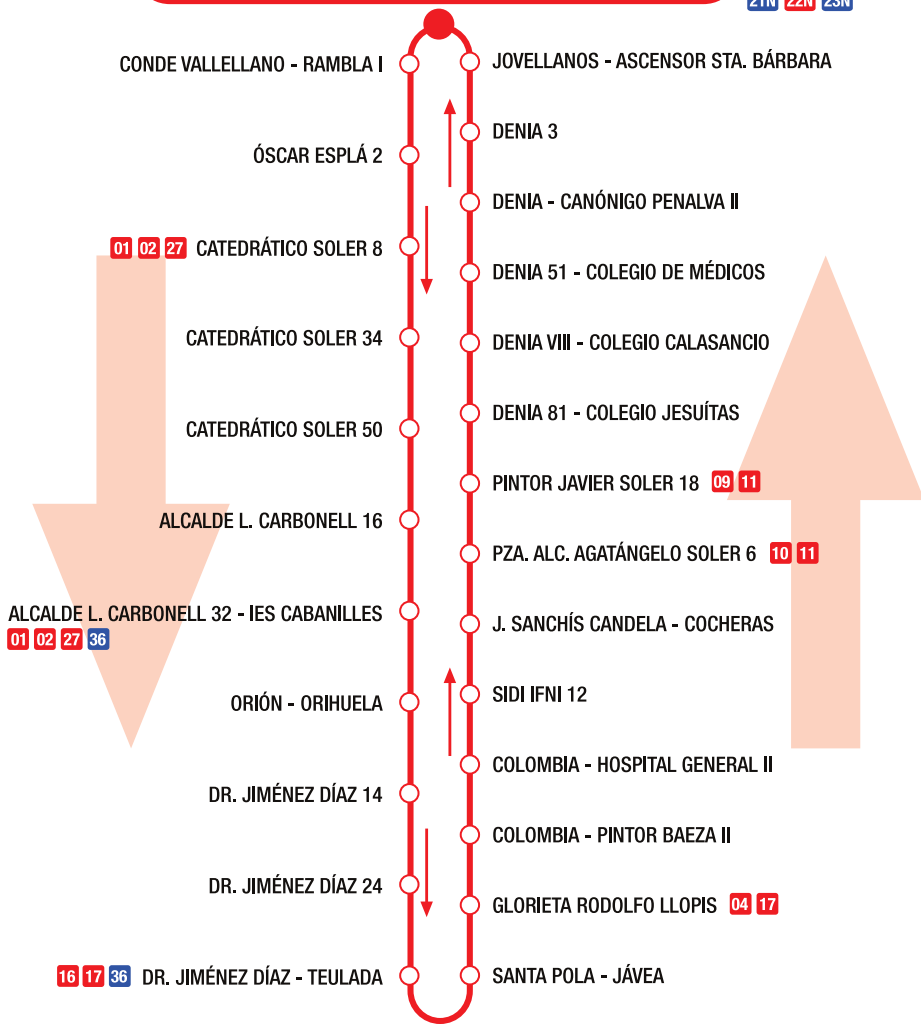 21N 22N 23N
CONDE VALLELLANO - RAMBLA I
ÓSCAR ESPLÁ 2
01 02 27 CATEDRÁTICO SOLER 8
CATEDRÁTICO SOLER 34
CATEDRÁTICO SOLER 50
ALCALDE L. CARBONELL 16
ALCALDE L. CARBONELL 32 - IES CABANILLES
01 02 27 36
ORIÓN - ORIHUELA
DR. JIMÉNEZ DÍAZ 14
DR. JIMÉNEZ DÍAZ 24
16 17 36 DR. JIMÉNEZ DÍAZ - TEULADA
JOVELLANOS - ASCENSOR STA. BÁRBARA
DENIA 3
DENIA - CANÓNIGO PENALVA II
DENIA 51 - COLEGIO DE MÉDICOS
DENIA VIII - COLEGIO CALASANCIO
DENIA 81 - COLEGIO JESUÍTAS
PINTOR JAVIER SOLER 18 09 11
PZA. ALC. AGATÁNGELO SOLER 6 10 11
J. SANCHÍS CANDELA - COCHERAS
SIDI IFNI 12
COLOMBIA - HOSPITAL GENERAL II
COLOMBIA - PINTOR BAEZA II
GLORIETA RODOLFO LLOPIS 04 17
SANTA POLA - JÁVEA